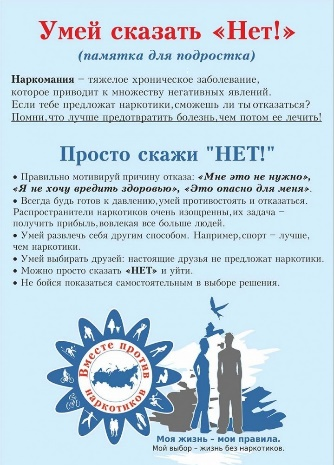 Умей сказать «Нет!»
(памятка для подростка)
Наркомания – тяжелое хроническое заболевание,
которое приводит к множеству негативных явлений.
Если тебе предложат наркотики,сможешь ли ты отказаться?
Помни,что лучше предотвратить болезнь,чем потом ее лечить!
Просто скажи "НЕТ!"
• Правильно мотивируй причину отказа: «Мне это не нужно»,
«Я не хочу вредить здоровью», «Это опасно для меня».
• Всегда будь готов к давлению,умей противостоять и отказаться.
Распространители наркотиков очень изощренны,их задача –
получить прибыль,вовлекая все больше людей.
• Умей развлечь себя другим способом. Например,спорт – лучше,
чем наркотики.
• Умей выбирать друзей: настоящие друзья не предложат наркотики.
• Можно просто сказать «НЕТ» и уйти.
• Не бойся показаться самостоятельным в выборе решения.
Вместе против
наркотиков
Моя жизнь - мои правила.
Мой выбор - жизнь без наркотиков.